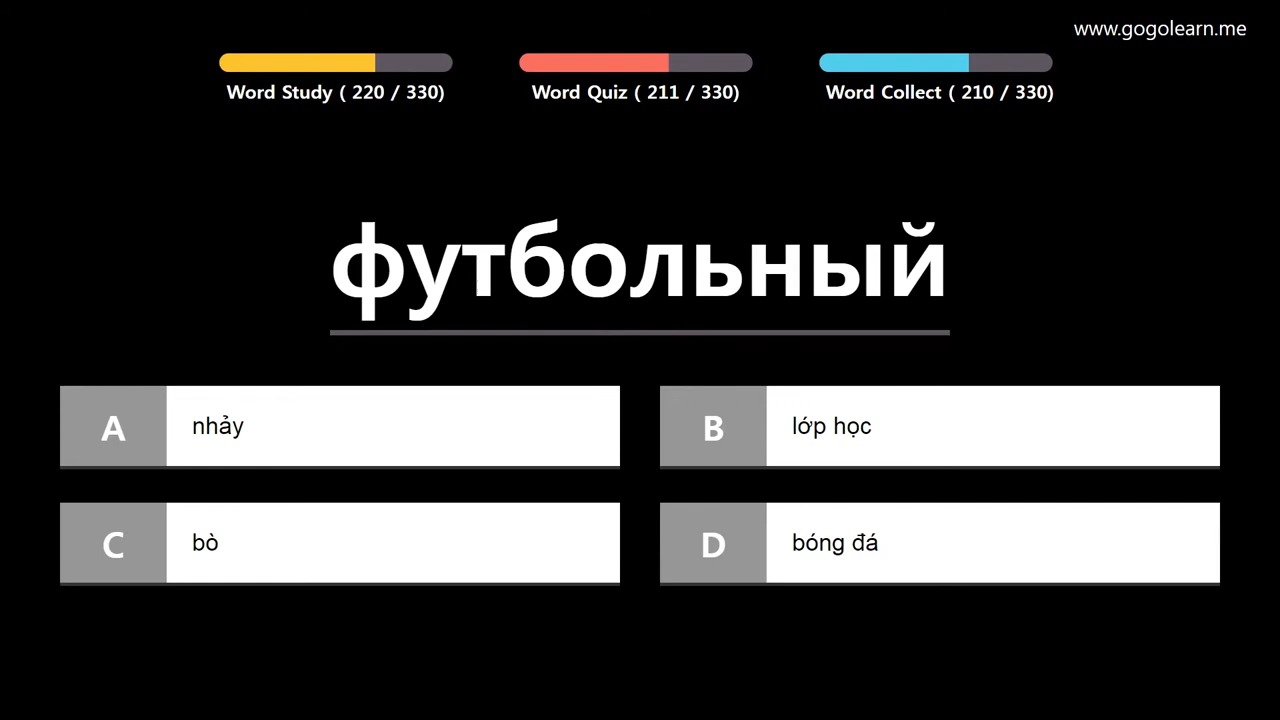 www.gogolearn.me
Word Study ( 220 / 330)
Word Quiz ( 211 / 330)
Word Collect ( 210 / 330)
футбольный
A nhảy
B lớp học
C bò
D bóng đá